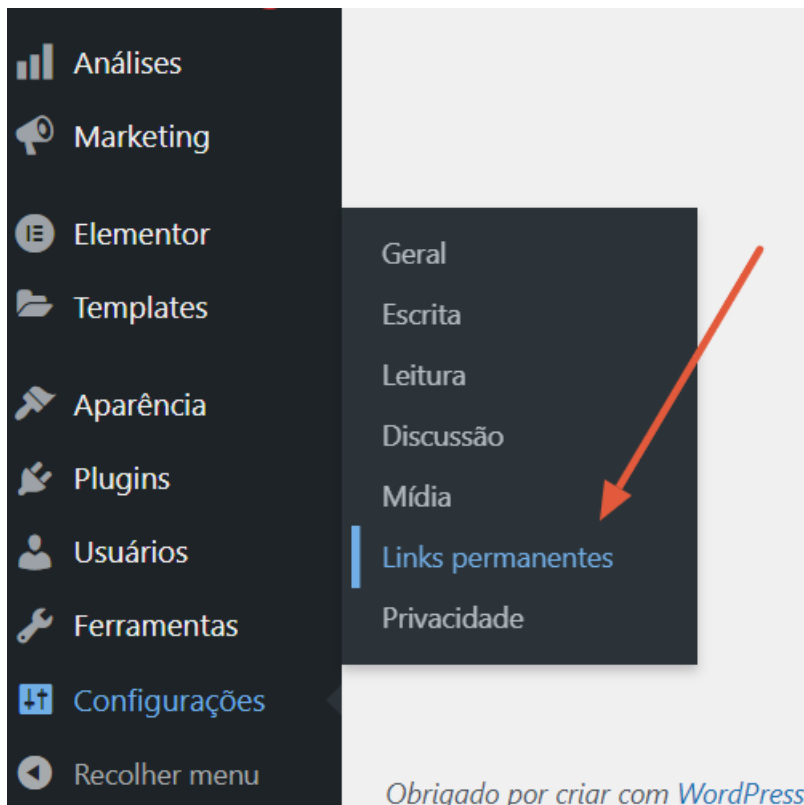 Análises
Marketing
Elementor
Templates
Aparência
Plugins
Usuários
Ferramentas
Configurações
Recolher menu
Geral
Escrita
Leitura
Discussão
Mídia
Links permanentes
Privacidade
Obrigado por criar com WordPress